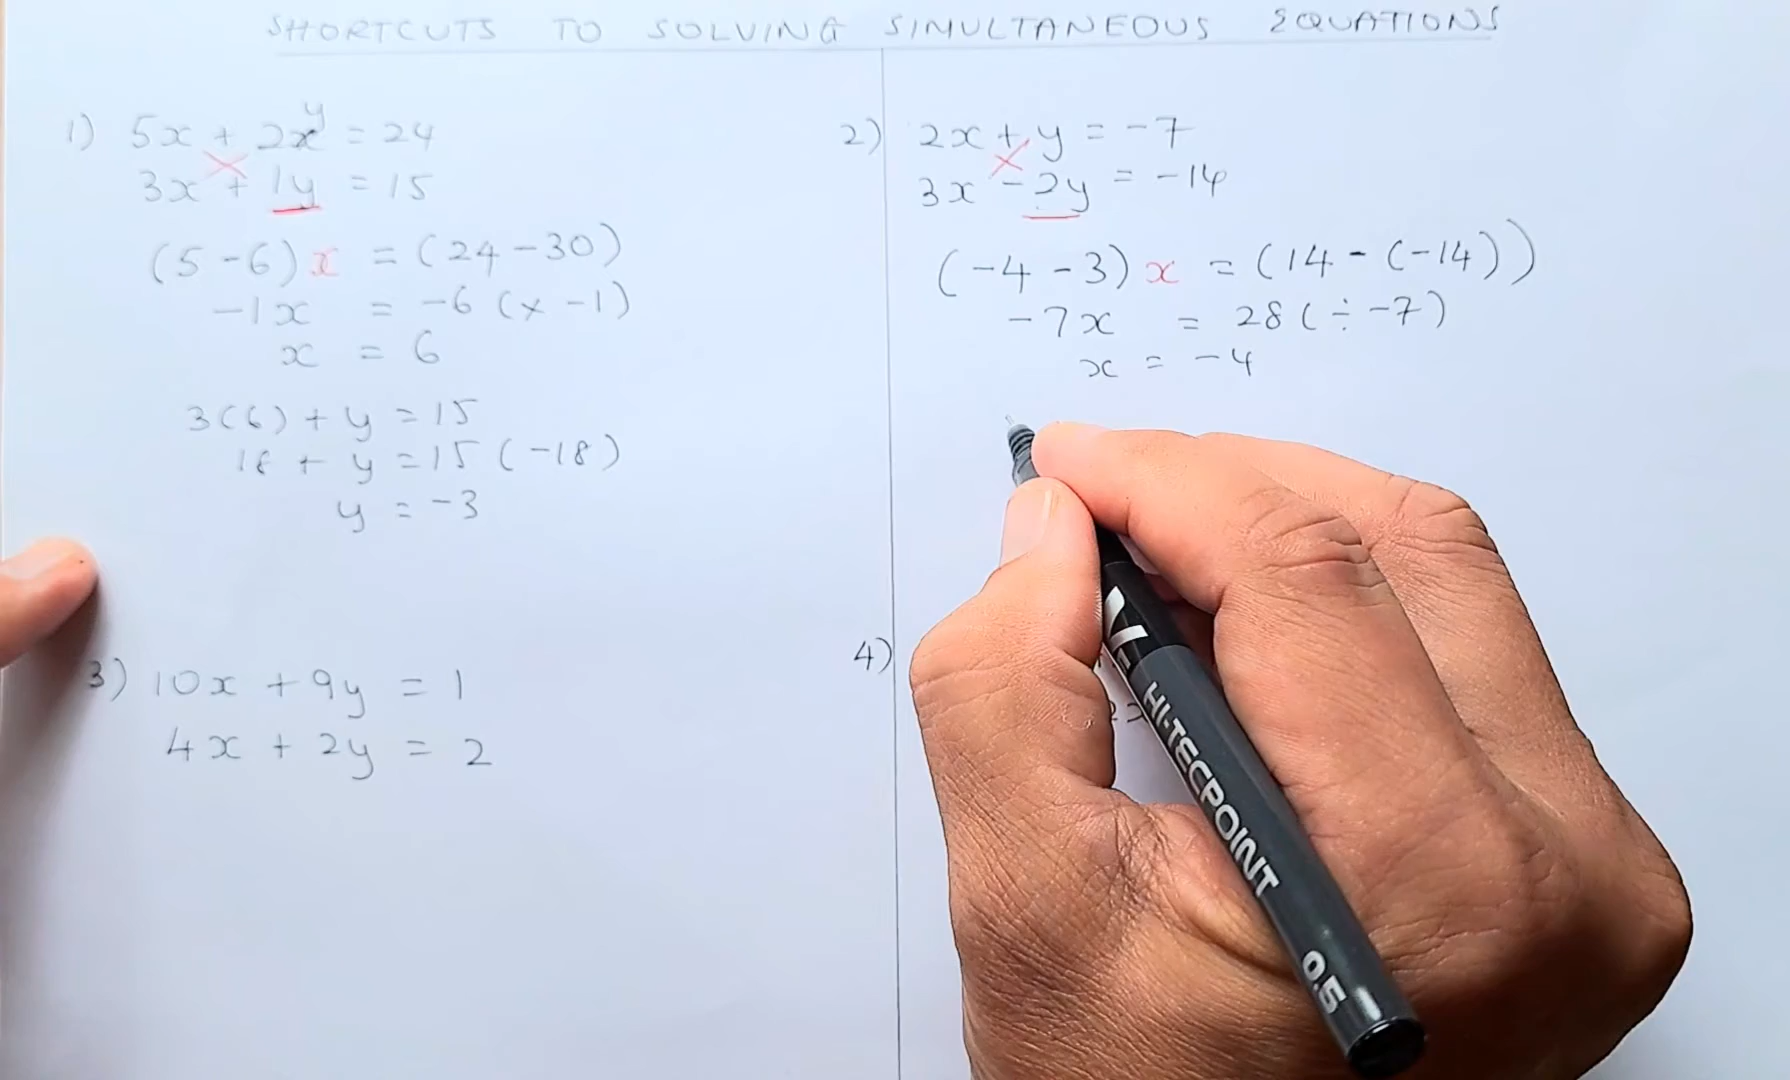 SHORTCUTS TO SOLVING SIMULTANEOUS EQUATIONS
1) 5x + 2y = 24
3x + 1y = 15
(5 - 6)x = (24 - 30)
-1x = -6 (x -1)
x = 6
3(6) + y = 15
18 + y = 15 (-18)
y = -3
2) 2x + y = -7
3x - 2y = -14
(-4 - 3)x = (14 - (-14))
-7x = 28 (÷ -7)
x = -4
3) 10x + 9y = 1
4x + 2y = 2
4)
HI-TECPOINT 0.5